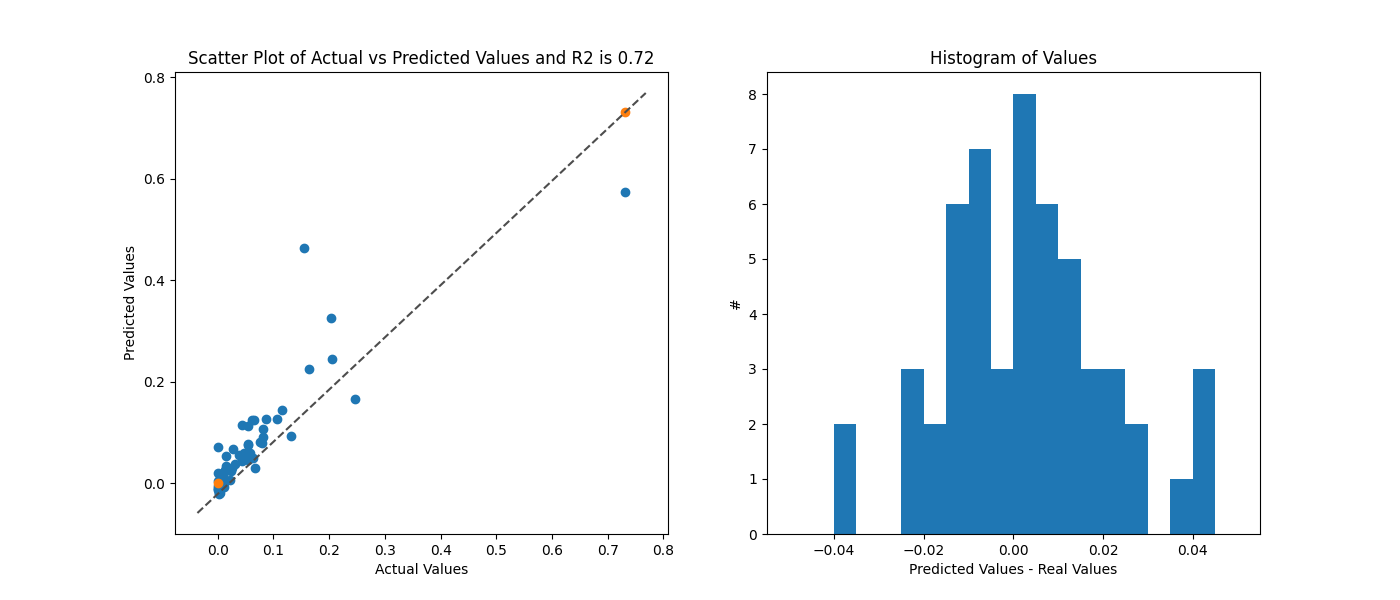 Scatter Plot of Actual vs Predicted Values and R2 is 0.72
Predicted Values
0.8
0.6
0.4
0.2
0.0
0.0 0.1 0.2 0.3 0.4 0.5 0.6 0.7 0.8
Actual Values
Histogram of Values
#
8
7
6
5
4
3
2
1
0
−0.04 −0.02 0.00 0.02 0.04
Predicted Values - Real Values